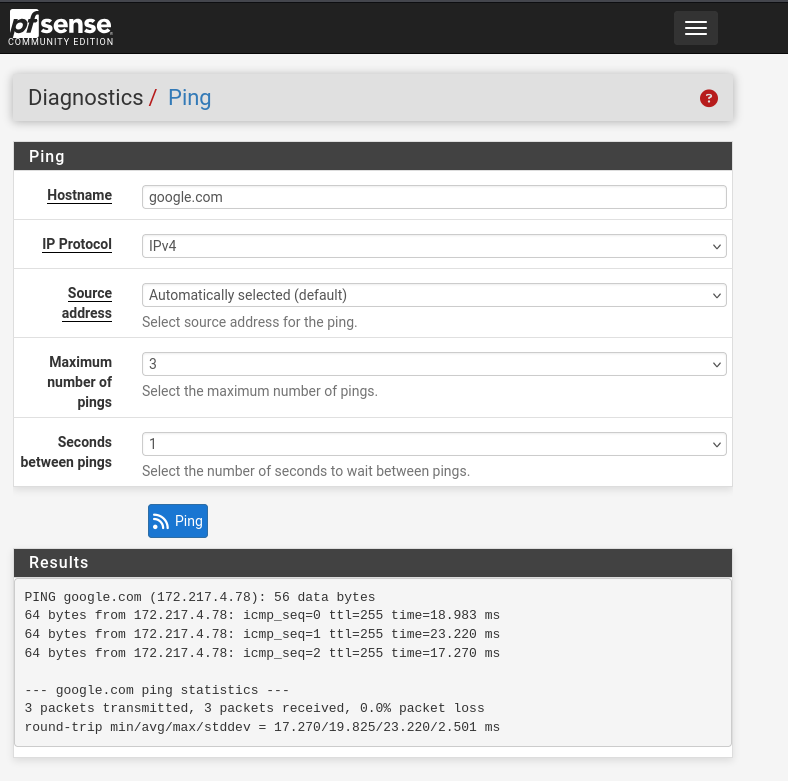 pfsense
COMMUNITY EDITION
Diagnostics / Ping
?
Ping
Hostname
google.com
IP Protocol
IPv4
Source
address
Automatically selected (default)
Select source address for the ping.
Maximum
number of
pings
3
Select the maximum number of pings.
Seconds
between pings
1
Select the number of seconds to wait between pings.
Ping
Results
PING google.com (172.217.4.78): 56 data bytes
64 bytes from 172.217.4.78: icmp_seq=0 ttl=255 time=18.983 ms
64 bytes from 172.217.4.78: icmp_seq=1 ttl=255 time=23.220 ms
64 bytes from 172.217.4.78: icmp_seq=2 ttl=255 time=17.270 ms
--- google.com ping statistics ---
3 packets transmitted, 3 packets received, 0.0% packet loss
round-trip min/avg/max/stddev = 17.270/19.825/23.220/2.501 ms